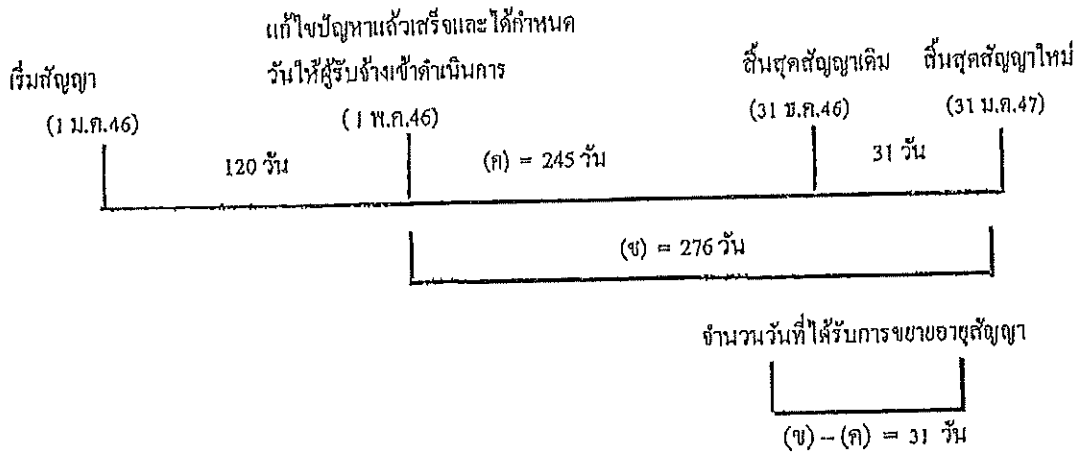 แก้ไขปัญหาแล้วเสร็จและได้กำหนด
วันให้ผู้รับจ้างเข้าดำเนินการ
เริ่มสัญญา
สิ้นสุดสัญญาเดิม
สิ้นสุดสัญญาใหม่
(1 ม.ค.46)
(1 พ.ค.46)
(31 ธ.ค.46)
(31 ม.ค.47)
120 วัน
(ค) = 245 วัน
31 วัน
(ข) = 276 วัน
จำนวนวันที่ได้รับการขยายอายุสัญญา
(ข) – (ค) = 31 วัน